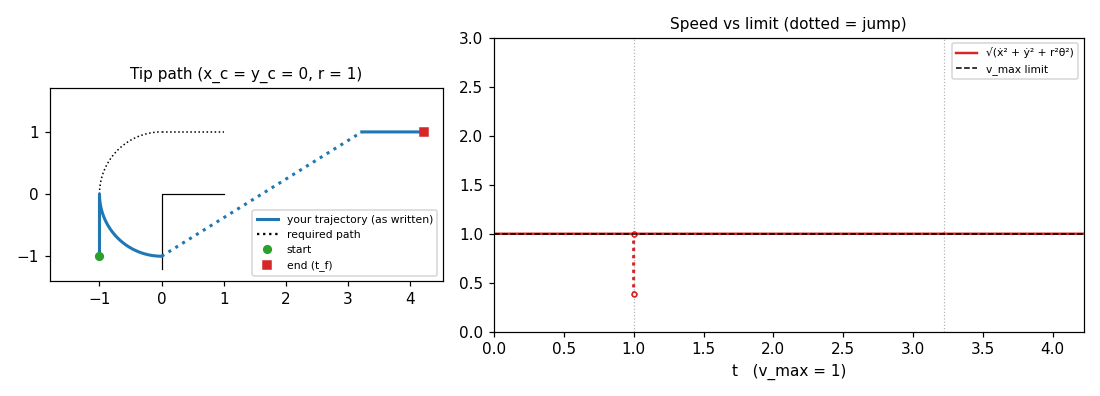 Tip path (x_c = y_c = 0, r = 1)
1
0
−1
−1
0
1
2
3
4
your trajectory (as written)
required path
start
end (t_f)
Speed vs limit (dotted = jump)
3.0
2.5
2.0
1.5
1.0
0.5
0.0
0.0
0.5
1.0
1.5
2.0
2.5
3.0
3.5
4.0
√(ẋ² + ẏ² + r²θ̇²)
v_max limit
t (v_max = 1)